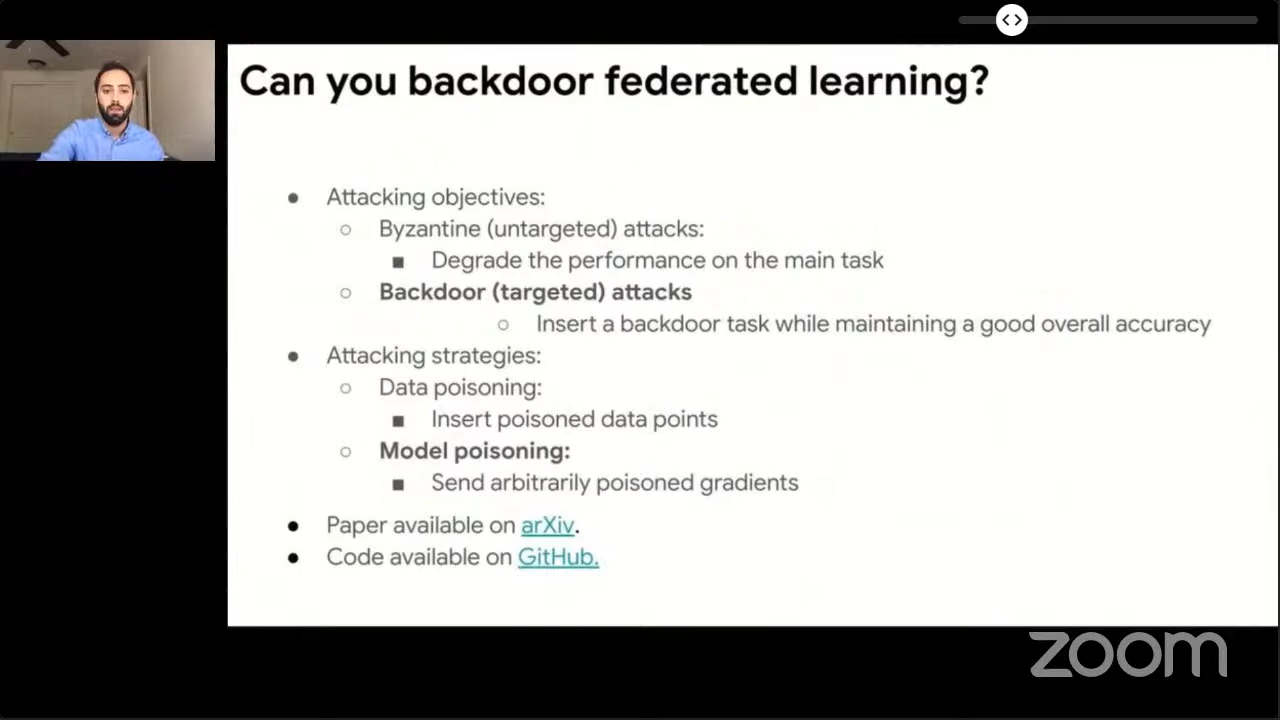 Can you backdoor federated learning?
Attacking objectives:
Byzantine (untargeted) attacks:
Degrade the performance on the main task
Backdoor (targeted) attacks
Insert a backdoor task while maintaining a good overall accuracy
Attacking strategies:
Data poisoning:
Insert poisoned data points
Model poisoning:
Send arbitrarily poisoned gradients
Paper available on arXiv.
Code available on GitHub.
zoom